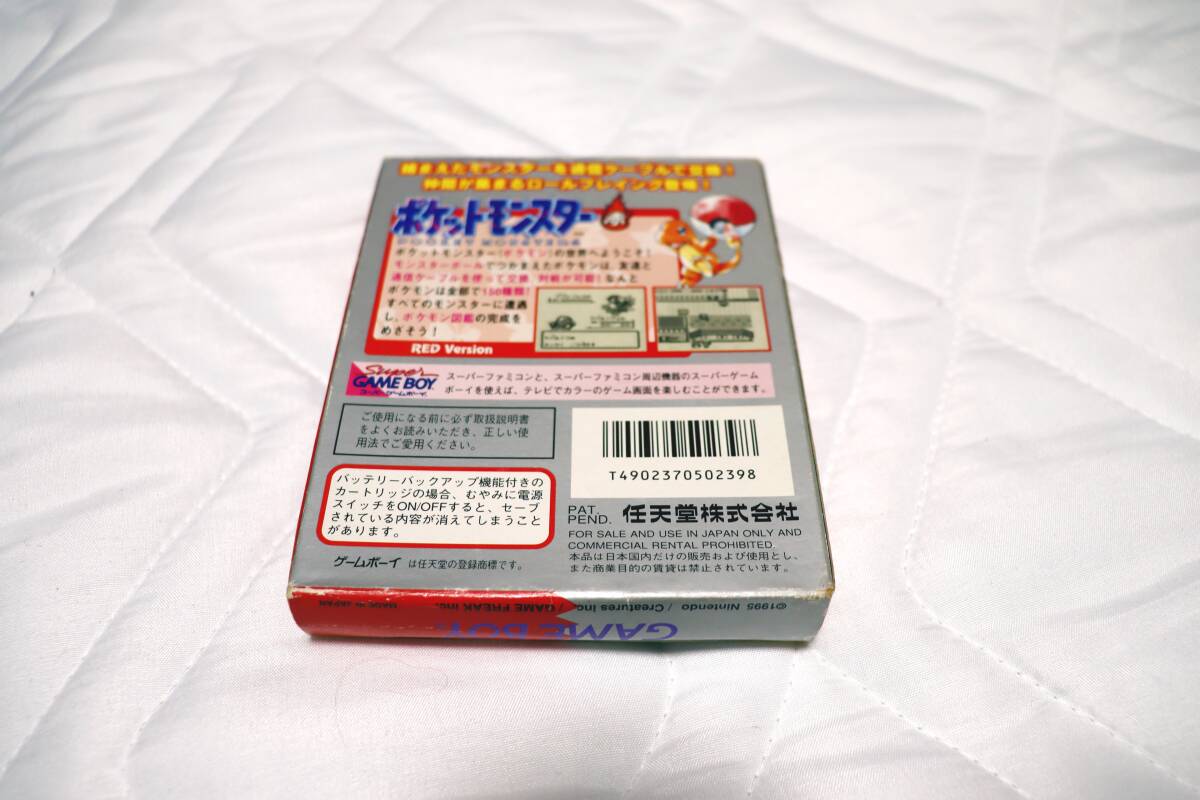 捕まえたモンスターを通信ケーブルで交換!
仲間が集まるロールプレイング登場!
ポケットモンスター
POCKET MONSTERS
ポケットモンスター(ポケモン)の世界へようこそ!
モンスターボールでつかまえたポケモンは、友達と
通信ケーブルを使って交換、対戦が可能!なんと
ポケモンは全部で150種類!
すべてのモンスターに遭遇
し、ポケモン図鑑の完成を
めざそう!
RED Version
Super
GAME BOY
スーパーゲームボーイ
スーパーファミコンと、スーパーファミコン周辺機器のスーパーゲーム
ボーイを使えば、テレビでカラーのゲーム画面を楽しむことができます。
ご使用になる前に必ず取扱説明書
をよくお読みいただき、正しい使
用法でご愛用ください。
バッテリーバックアップ機能付きの
カートリッジの場合、むやみに電源
スイッチをON/OFFすると、セーブ
されている内容が消えてしまうこと
があります。
ゲームボーイ は任天堂の登録商標です。
T4902370502398
PAT.
PEND. 任天堂株式会社
FOR SALE AND USE IN JAPAN ONLY AND
COMMERCIAL RENTAL PROHIBITED.
本品は日本国内だけの販売および使用とし、
また商業目的の賃貸は禁止されています。
©1995 Nintendo / Creatures Inc. / GAME FREAK Inc.
MADE IN JAPAN
GAME BOY